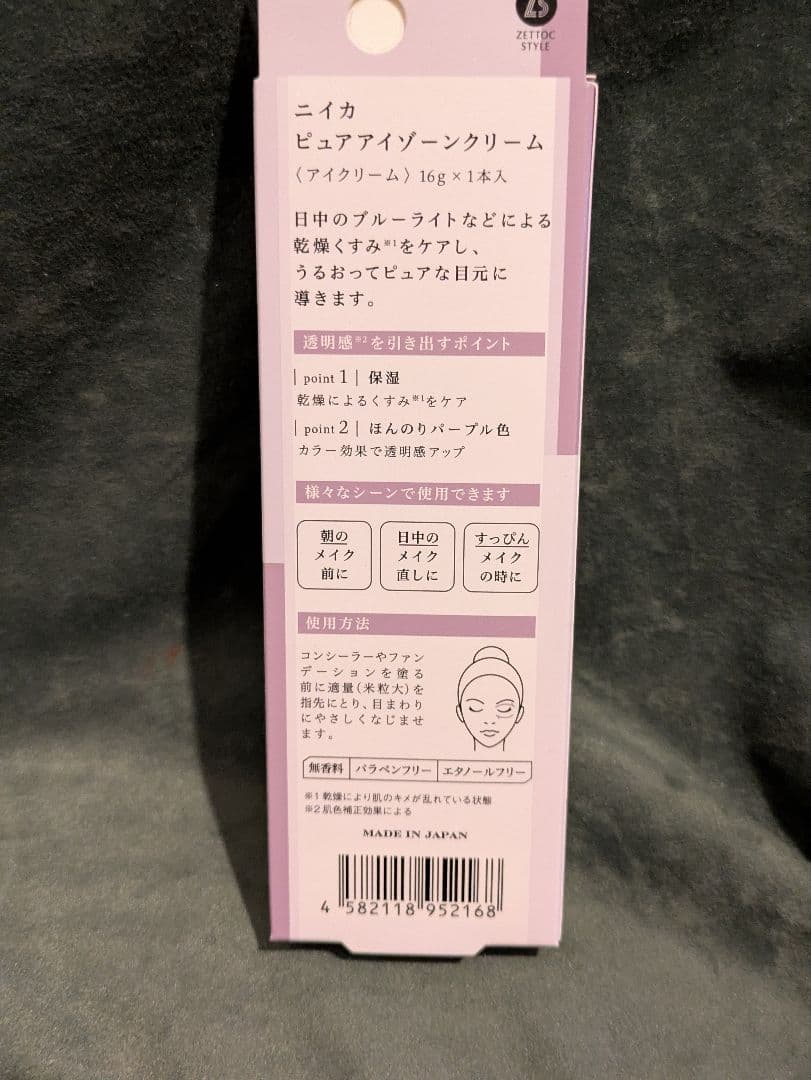 ZS
ZETTOC
STYLE
ニイカ
ピュアアイゾーンクリーム
〈アイクリーム〉16g×1本入
日中のブルーライトなどによる
乾燥くすみ※1をケアし、
うるおってピュアな目元に
導きます。
透明感※2を引き出すポイント
| point 1 | 保湿
乾燥によるくすみ※1をケア
| point 2 | ほんのりパープル色
カラー効果で透明感アップ
様々なシーンで使用できます
朝の
メイク
前に
日中の
メイク
直しに
すっぴん
メイク
の時に
使用方法
コンシーラーやファン
デーションを塗る
前に適量(米粒大)を
指先にとり、目まわり
にやさしくなじませ
ます。
無香料 パラベンフリー エタノールフリー
※1 乾燥により肌のキメが乱れている状態
※2 肌色補正効果による
MADE IN JAPAN
4 582118 952168